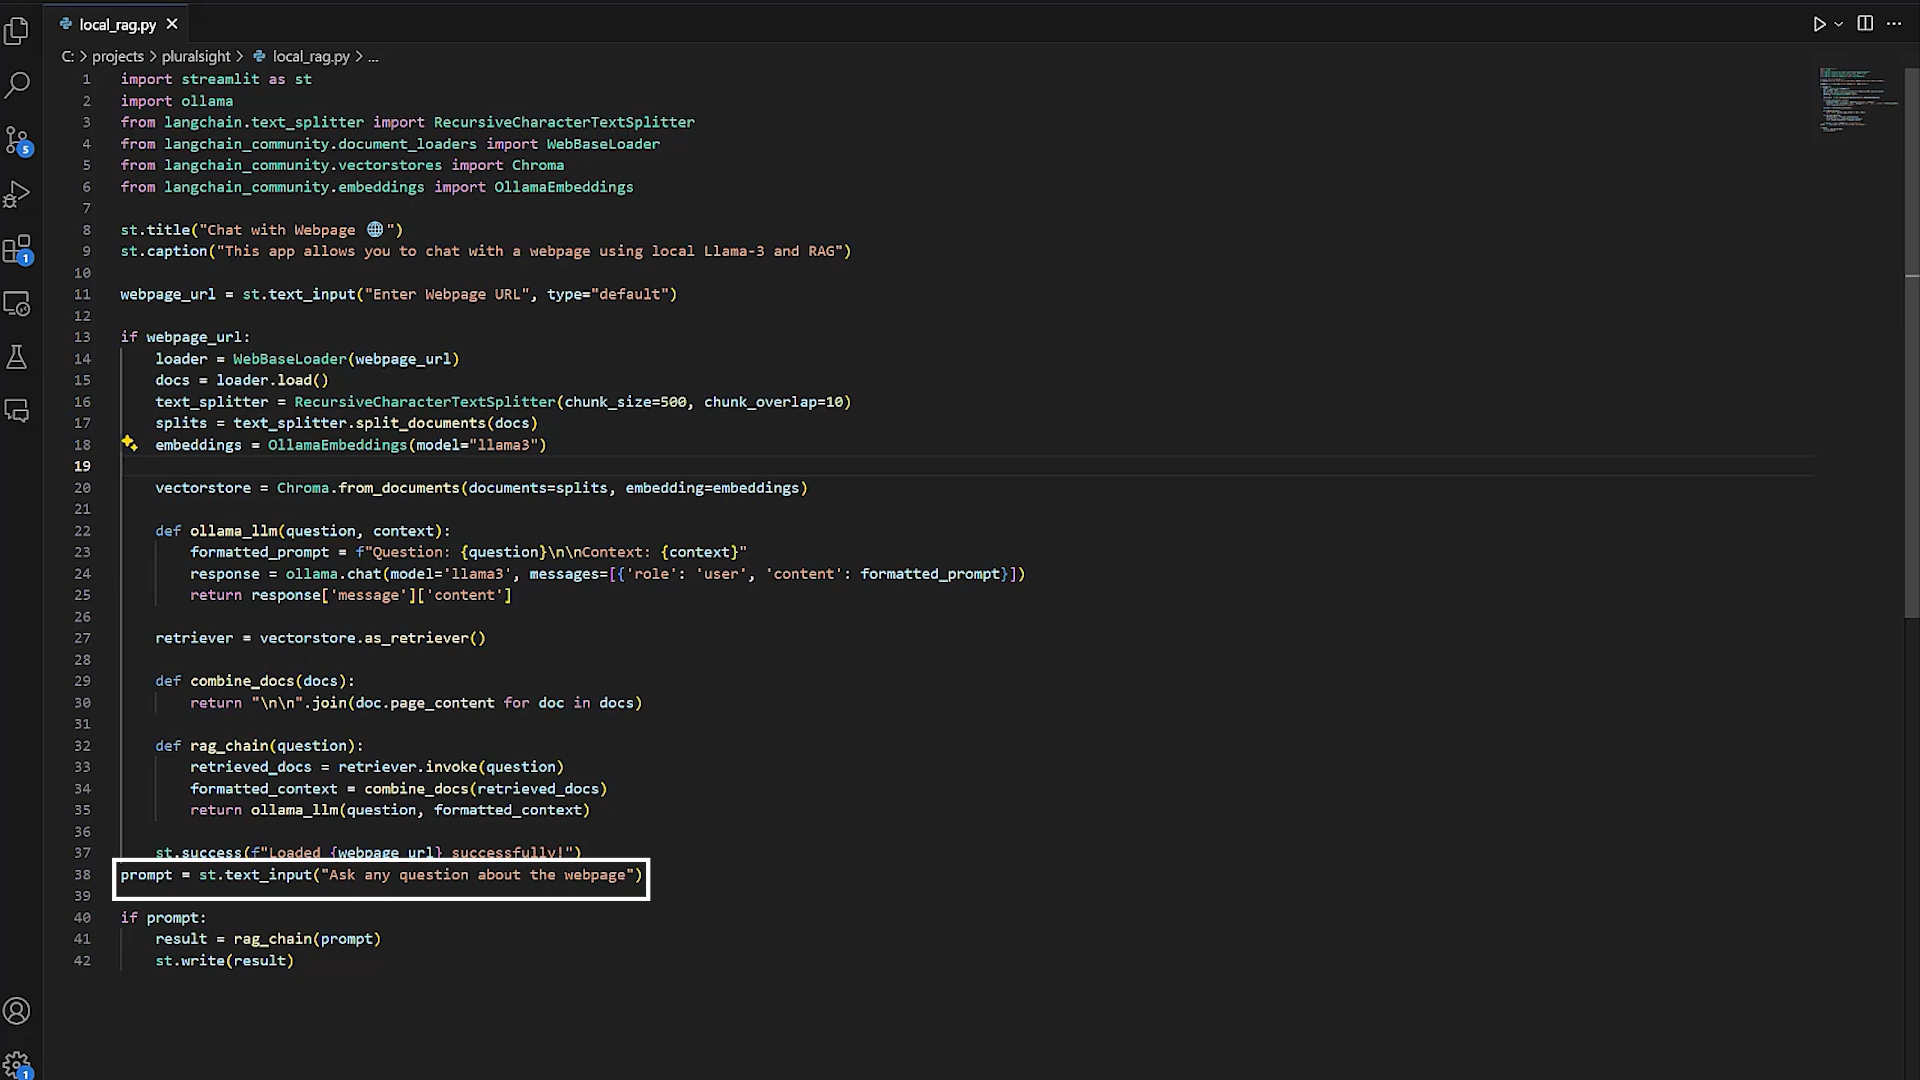 local_rag.py
C: > projects > pluralsight > local_rag.py > ...
1 import streamlit as st
2 import ollama
3 from langchain.text_splitter import RecursiveCharacterTextSplitter
4 from langchain_community.document_loaders import WebBaseLoader
5 from langchain_community.vectorstores import Chroma
6 from langchain_community.embeddings import OllamaEmbeddings
7
8 st.title("Chat with Webpage 🌐")
9 st.caption("This app allows you to chat with a webpage using local Llama-3 and RAG")
10
11 webpage_url = st.text_input("Enter Webpage URL", type="default")
12
13 if webpage_url:
14     loader = WebBaseLoader(webpage_url)
15     docs = loader.load()
16     text_splitter = RecursiveCharacterTextSplitter(chunk_size=500, chunk_overlap=10)
17     splits = text_splitter.split_documents(docs)
18     embeddings = OllamaEmbeddings(model="llama3")
19
20     vectorstore = Chroma.from_documents(documents=splits, embedding=embeddings)
21
22     def ollama_llm(question, context):
23         formatted_prompt = f"Question: {question}\n\nContext: {context}"
24         response = ollama.chat(model='llama3', messages=[{'role': 'user', 'content': formatted_prompt}])
25         return response['message']['content']
26
27     retriever = vectorstore.as_retriever()
28
29     def combine_docs(docs):
30         return "\n\n".join(doc.page_content for doc in docs)
31
32     def rag_chain(question):
33         retrieved_docs = retriever.invoke(question)
34         formatted_context = combine_docs(retrieved_docs)
35         return ollama_llm(question, formatted_context)
36
37     st.success(f"Loaded {webpage_url} successfully!")
38 prompt = st.text_input("Ask any question about the webpage")
39
40 if prompt:
41     result = rag_chain(prompt)
42     st.write(result)
5
1
1